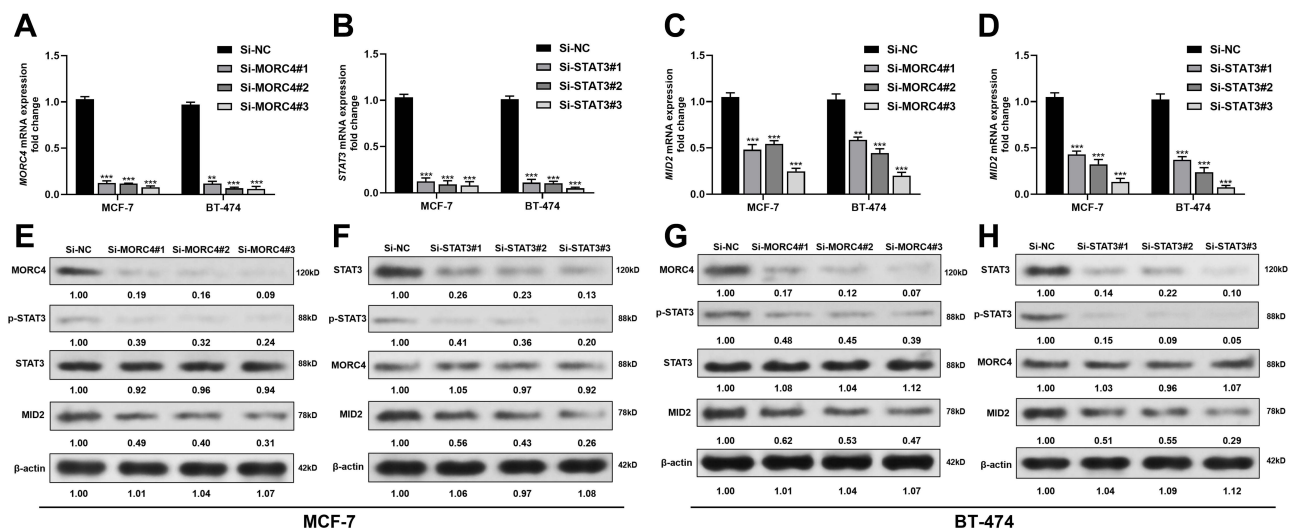 A
MORC4 mRNA expression
fold change
1.5
1.0
0.5
0.0
Si-NC
Si-MORC4#1
Si-MORC4#2
Si-MORC4#3
***
***
***
**
***
***
MCF-7
BT-474
B
STAT3 mRNA expression
fold change
1.5
1.0
0.5
0.0
Si-NC
Si-STAT3#1
Si-STAT3#2
Si-STAT3#3
***
***
***
***
***
***
MCF-7
BT-474
C
MID2 mRNA expression
fold change
1.5
1.0
0.5
0.0
Si-NC
Si-MORC4#1
Si-MORC4#2
Si-MORC4#3
***
***
***
**
***
***
MCF-7
BT-474
D
MID2 mRNA expression
fold change
1.5
1.0
0.5
0.0
Si-NC
Si-STAT3#1
Si-STAT3#2
Si-STAT3#3
***
***
***
***
***
***
MCF-7
BT-474
E
Si-NC Si-MORC4#1 Si-MORC4#2 Si-MORC4#3
MORC4 120kD
1.00 0.19 0.16 0.09
p-STAT3 88kD
1.00 0.39 0.32 0.24
STAT3 88kD
1.00 0.92 0.96 0.94
MID2 78kD
1.00 0.49 0.40 0.31
β-actin 42kD
1.00 1.01 1.04 1.07
F
Si-NC Si-STAT3#1 Si-STAT3#2 Si-STAT3#3
STAT3 120kD
1.00 0.26 0.23 0.13
p-STAT3 88kD
1.00 0.41 0.36 0.20
MORC4 88kD
1.00 1.05 0.97 0.92
MID2 78kD
1.00 0.56 0.43 0.26
β-actin 42kD
1.00 1.06 0.97 1.08
MCF-7
G
Si-NC Si-MORC4#1 Si-MORC4#2 Si-MORC4#3
MORC4 120kD
1.00 0.17 0.12 0.07
p-STAT3 88kD
1.00 0.48 0.45 0.39
STAT3 88kD
1.00 1.08 1.04 1.12
MID2 78kD
1.00 0.62 0.53 0.47
β-actin 42kD
1.00 1.01 1.04 1.07
H
Si-NC Si-STAT3#1 Si-STAT3#2 Si-STAT3#3
STAT3 120kD
1.00 0.14 0.22 0.10
p-STAT3 88kD
1.00 0.15 0.09 0.05
MORC4 88kD
1.00 1.03 0.96 1.07
MID2 78kD
1.00 0.51 0.55 0.29
β-actin 42kD
1.00 1.04 1.09 1.12
BT-474